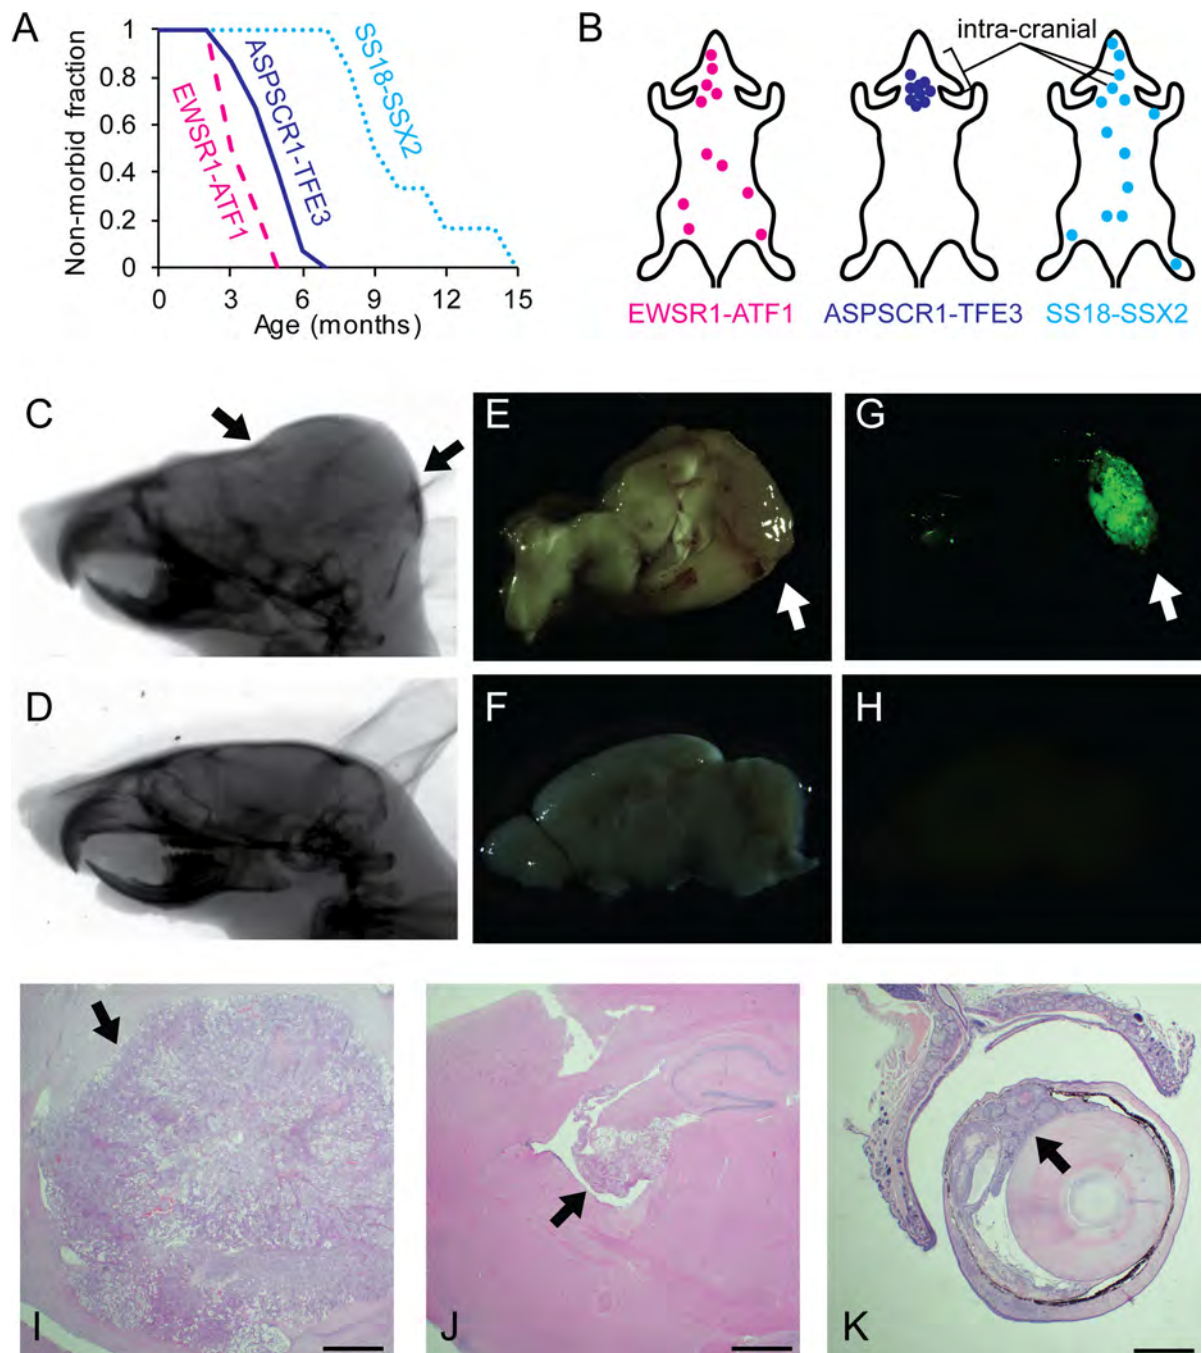 A
Non-morbid fraction
1
0.8
0.6
0.4
0.2
0
0
3
6
9
12
15
Age (months)
EWSR1-ATF1
ASPSCR1-TFE3
SS18-SSX2
B
intra-cranial
EWSR1-ATF1
ASPSCR1-TFE3
SS18-SSX2
C
E
G
D
F
H
I
J
K